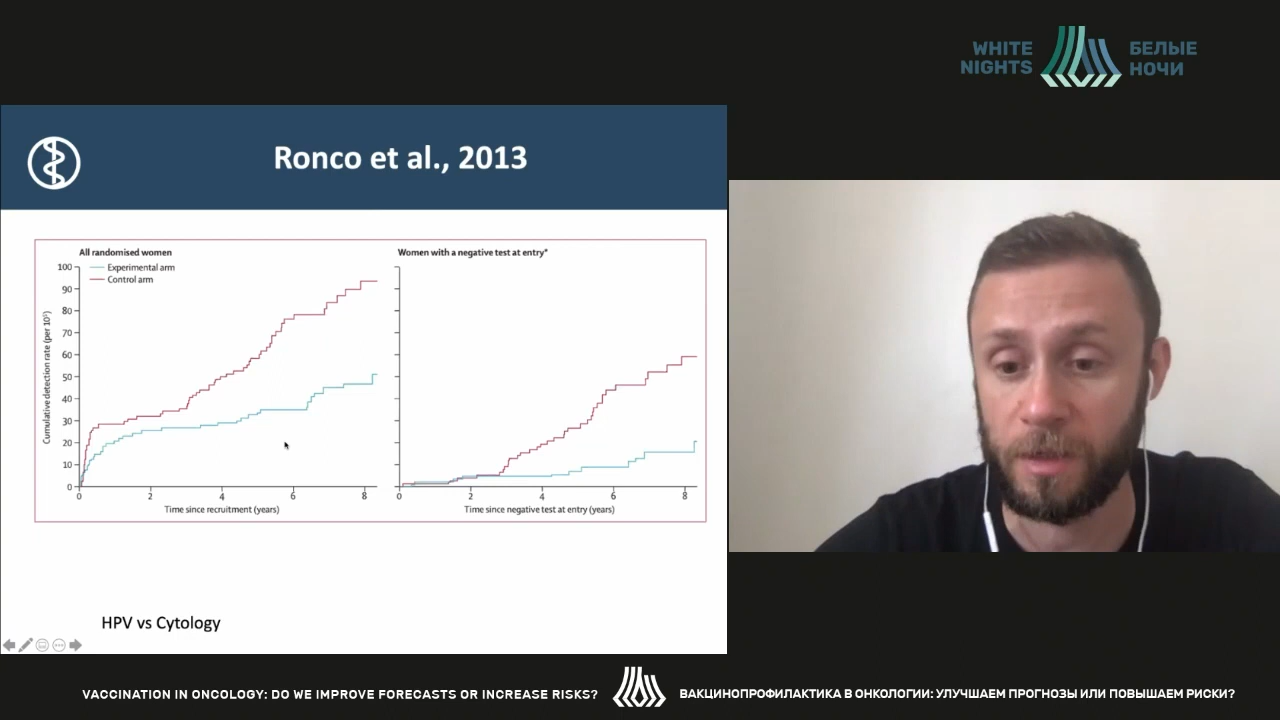 WHITE NIGHTS
БЕЛЫЕ НОЧИ
Ronco et al., 2013
All randomised women
Experimental arm
Control arm
Cumulative detection rate (per 10⁵)
100
90
80
70
60
50
40
30
20
10
0
0 2 4 6 8
Time since recruitment (years)
Women with a negative test at entry*
0 2 4 6 8
Time since negative test at entry (years)
HPV vs Cytology
VACCINATION IN ONCOLOGY: DO WE IMPROVE FORECASTS OR INCREASE RISKS?
ВАКЦИНОПРОФИЛАКТИКА В ОНКОЛОГИИ: УЛУЧШАЕМ ПРОГНОЗЫ ИЛИ ПОВЫШАЕМ РИСКИ?